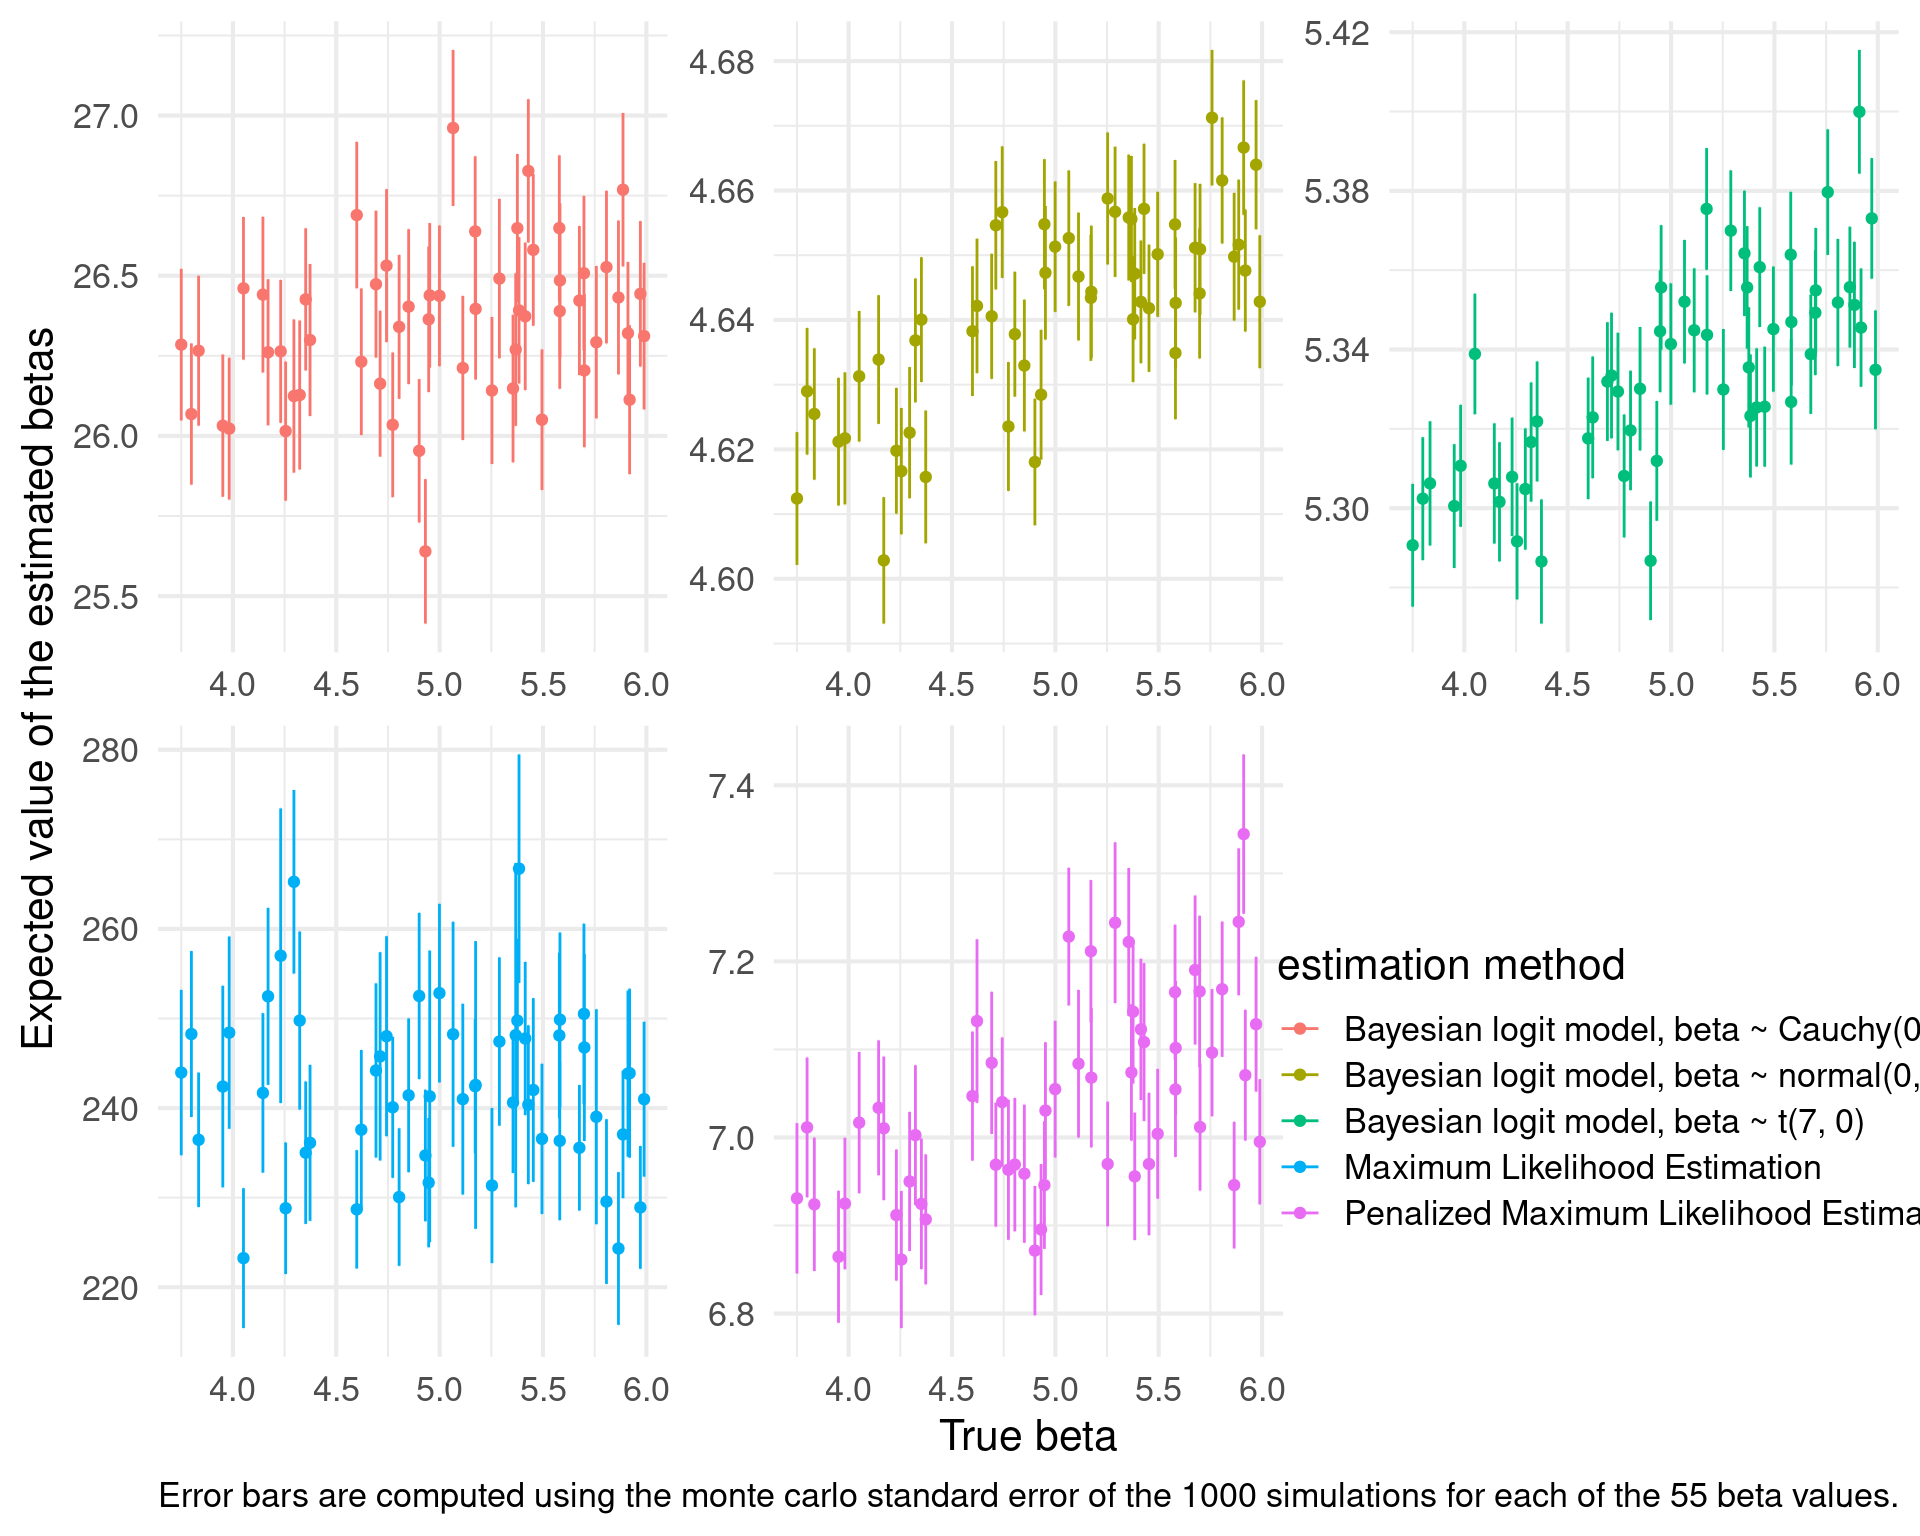 Expected value of the estimated betas
27.0
26.5
26.0
25.5
4.0 4.5 5.0 5.5 6.0
4.68
4.66
4.64
4.62
4.60
4.0 4.5 5.0 5.5 6.0
5.42
5.38
5.34
5.30
4.0 4.5 5.0 5.5 6.0
280
260
240
220
4.0 4.5 5.0 5.5 6.0
7.4
7.2
7.0
6.8
4.0 4.5 5.0 5.5 6.0
estimation method
Bayesian logit model, beta ~ Cauchy(0
Bayesian logit model, beta ~ normal(0,
Bayesian logit model, beta ~ t(7, 0)
Maximum Likelihood Estimation
Penalized Maximum Likelihood Estima
True beta
Error bars are computed using the monte carlo standard error of the 1000 simulations for each of the 55 beta values.